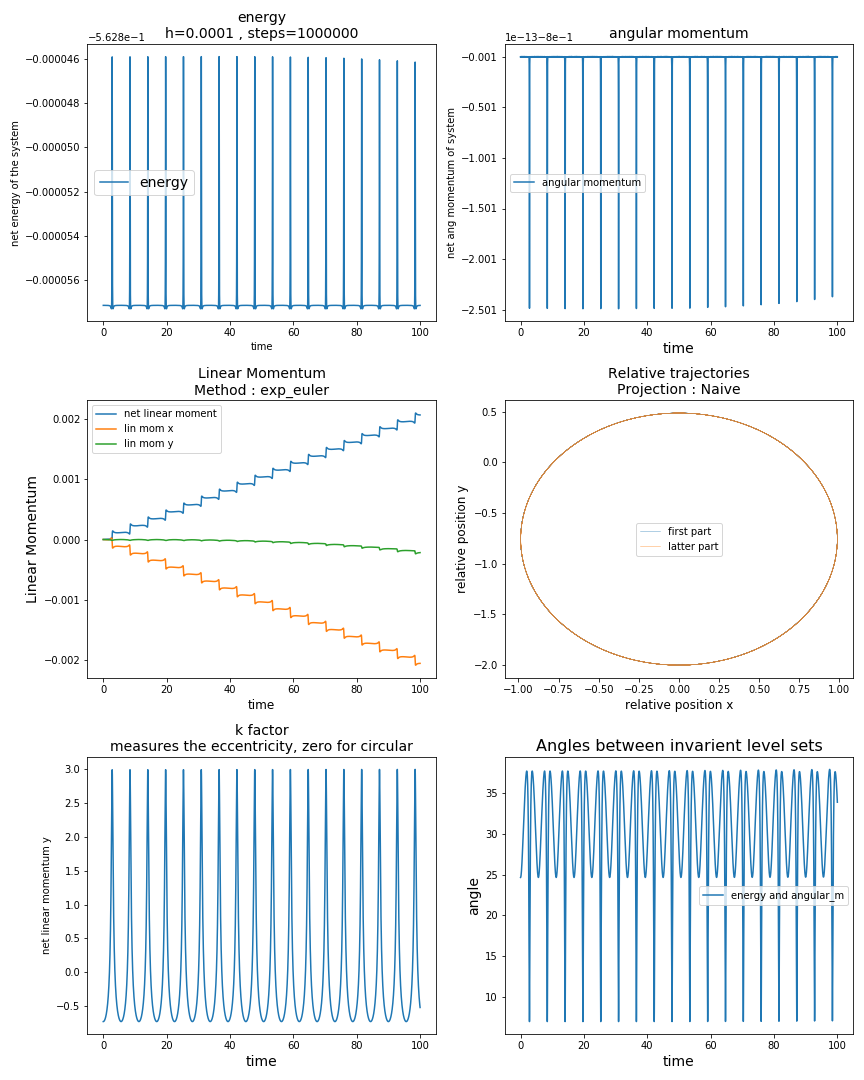 energy
h=0.0001 , steps=1000000
−5.628e−1
−0.000046
−0.000048
−0.000050
−0.000052
−0.000054
−0.000056
net energy of the system
energy
0 20 40 60 80 100
time
angular momentum
1e−13−8e−1
−0.001
−0.501
−1.001
−1.501
−2.001
−2.501
net ang momentum of system
angular momentum
0 20 40 60 80 100
time
Linear Momentum
Method : exp_euler
0.002
0.001
0.000
−0.001
−0.002
Linear Momentum
net linear moment
lin mom x
lin mom y
0 20 40 60 80 100
time
Relative trajectories
Projection : Naive
0.5
0.0
−0.5
−1.0
−1.5
−2.0
relative position y
first part
latter part
−1.00 −0.75 −0.50 −0.25 0.00 0.25 0.50 0.75 1.00
relative position x
k factor
measures the eccentricity, zero for circular
3.0
2.5
2.0
1.5
1.0
0.5
0.0
−0.5
net linear momentum y
0 20 40 60 80 100
time
Angles between invarient level sets
35
30
25
20
15
10
angle
energy and angular_m
0 20 40 60 80 100
time